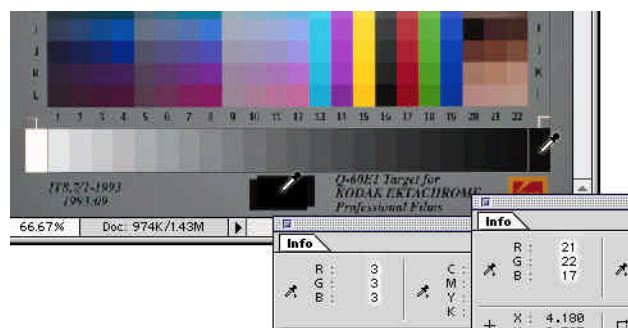 J
J
K
K
L
1 2 3 4 5 6 7 8 9 10 11 12 13 14 15 16 17 18 19 20 21 22
IT8.7/1-1993
1993:09
Q-60E1 Target for
KODAK EKTACHROME
Professional Films
66.67% Doc: 974K/1.43M
Info
R : 3
G : 3
B : 3
C :
M :
Y :
K :
Info
R : 21
G : 22
B : 17
X : 4.180